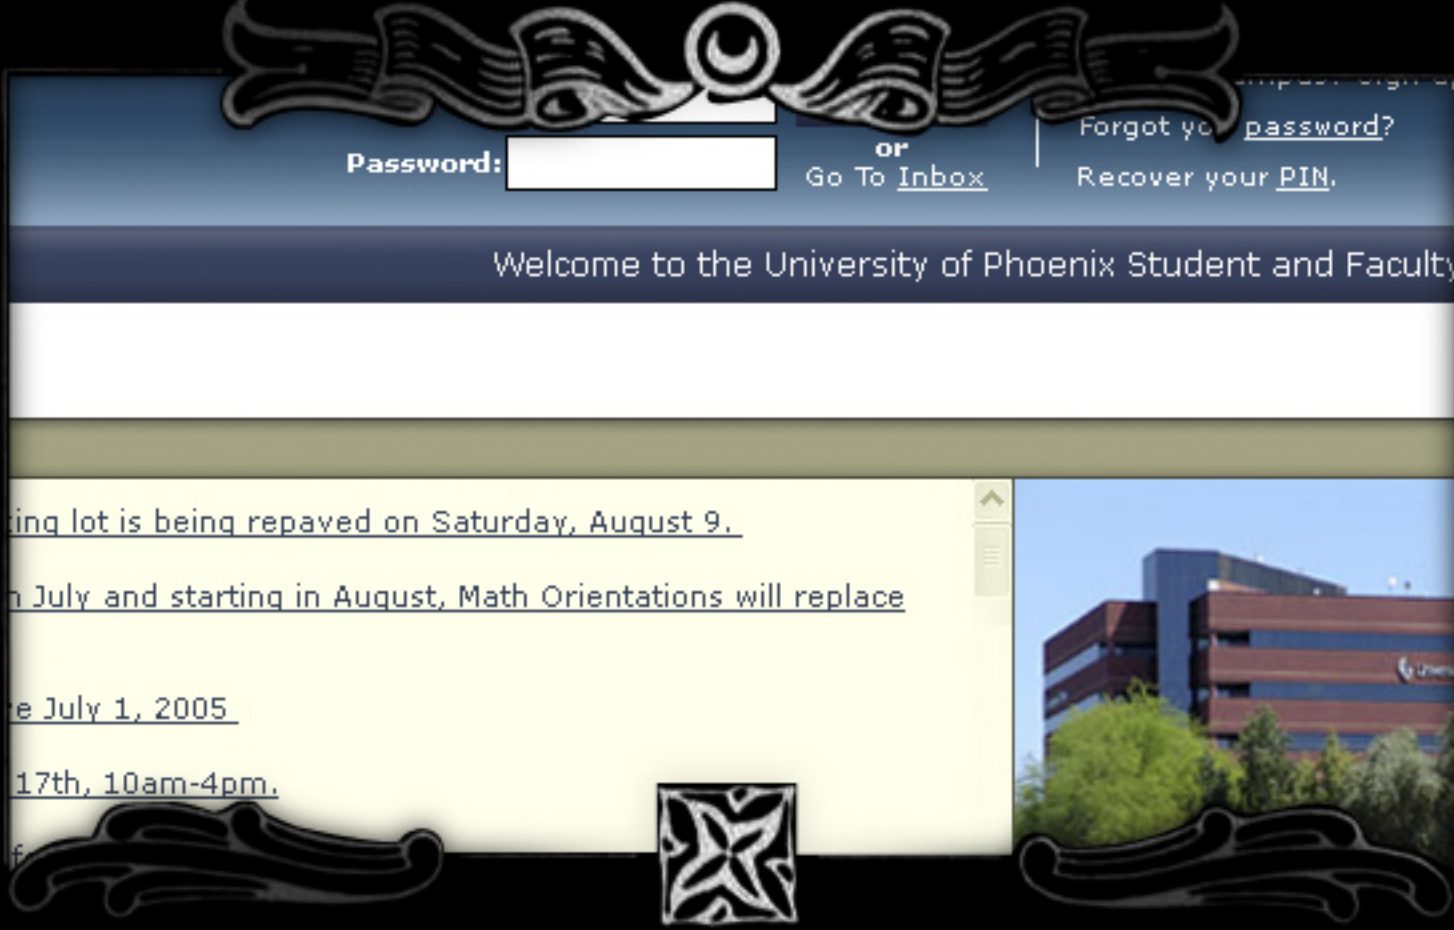 Forgot password?
Password:
or
Go To Inbox
Recover your PIN.
Welcome to the University of Phoenix Student and Faculty
lot is being repaved on Saturday, August 9.
July and starting in August, Math Orientations will replace
July 1, 2005
17th, 10am-4pm.